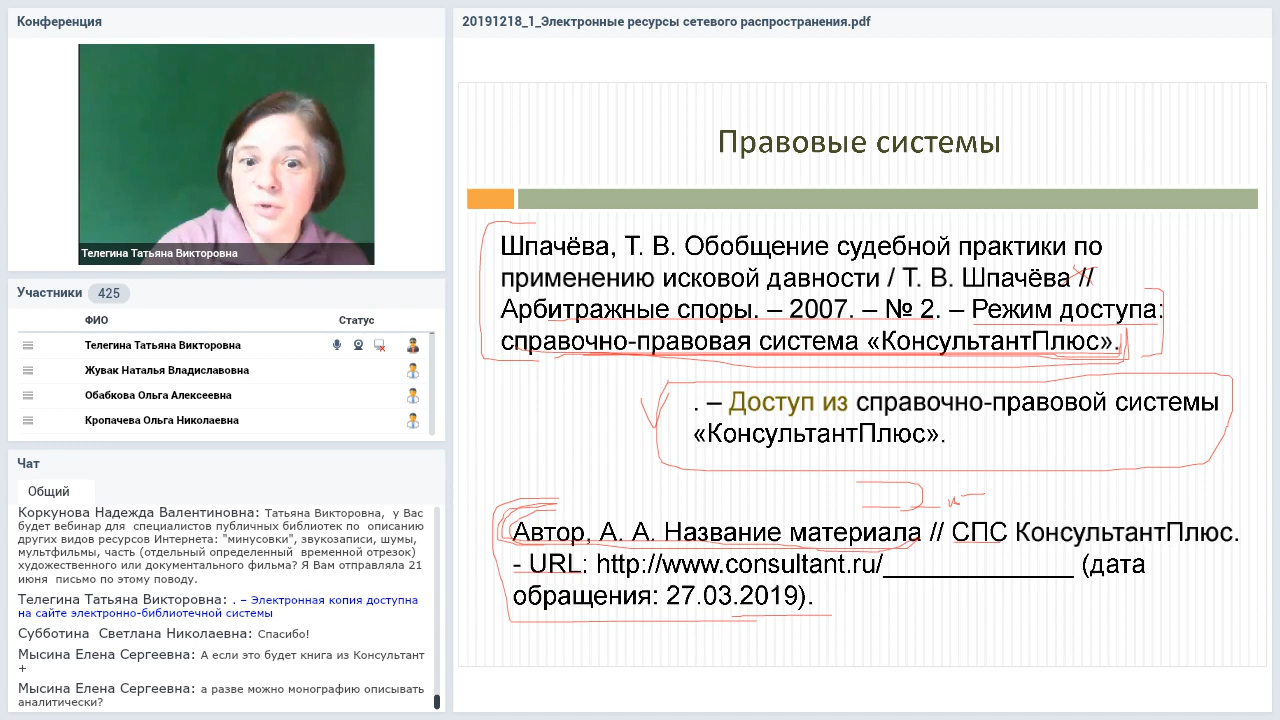 Конференция
Телегина Татьяна Викторовна
Участники 425
ФИО Статус
Телегина Татьяна Викторовна
Жувак Наталья Владиславовна
Обабкова Ольга Алексеевна
Кропачева Ольга Николаевна
Чат
Общий
Коркунова Надежда Валентиновна: Татьяна Викторовна, у Вас
будет вебинар для специалистов публичных библиотек по описанию
других видов ресурсов Интернета: "минусовки", звукозаписи, шумы,
мультфильмы, часть (отдельный определенный временной отрезок)
художественного или документального фильма? Я Вам отправляла 21
июня письмо по этому поводу.
Телегина Татьяна Викторовна: . – Электронная копия доступна
на сайте электронно-библиотечной системы
Субботина Светлана Николаевна: Спасибо!
Мысина Елена Сергеевна: А если это будет книга из Консультант
+
Мысина Елена Сергеевна: а разве можно монографию описывать
аналитически?
20191218_1_Электронные ресурсы сетевого распространения.pdf
Правовые системы
Шпачёва, Т. В. Обобщение судебной практики по
применению исковой давности / Т. В. Шпачёва //
Арбитражные споры. – 2007. – № 2. – Режим доступа:
справочно-правовая система «КонсультантПлюс».
. – Доступ из справочно-правовой системы
«КонсультантПлюс».
Автор, А. А. Название материала // СПС КонсультантПлюс.
- URL: http://www.consultant.ru/______________ (дата
обращения: 27.03.2019).